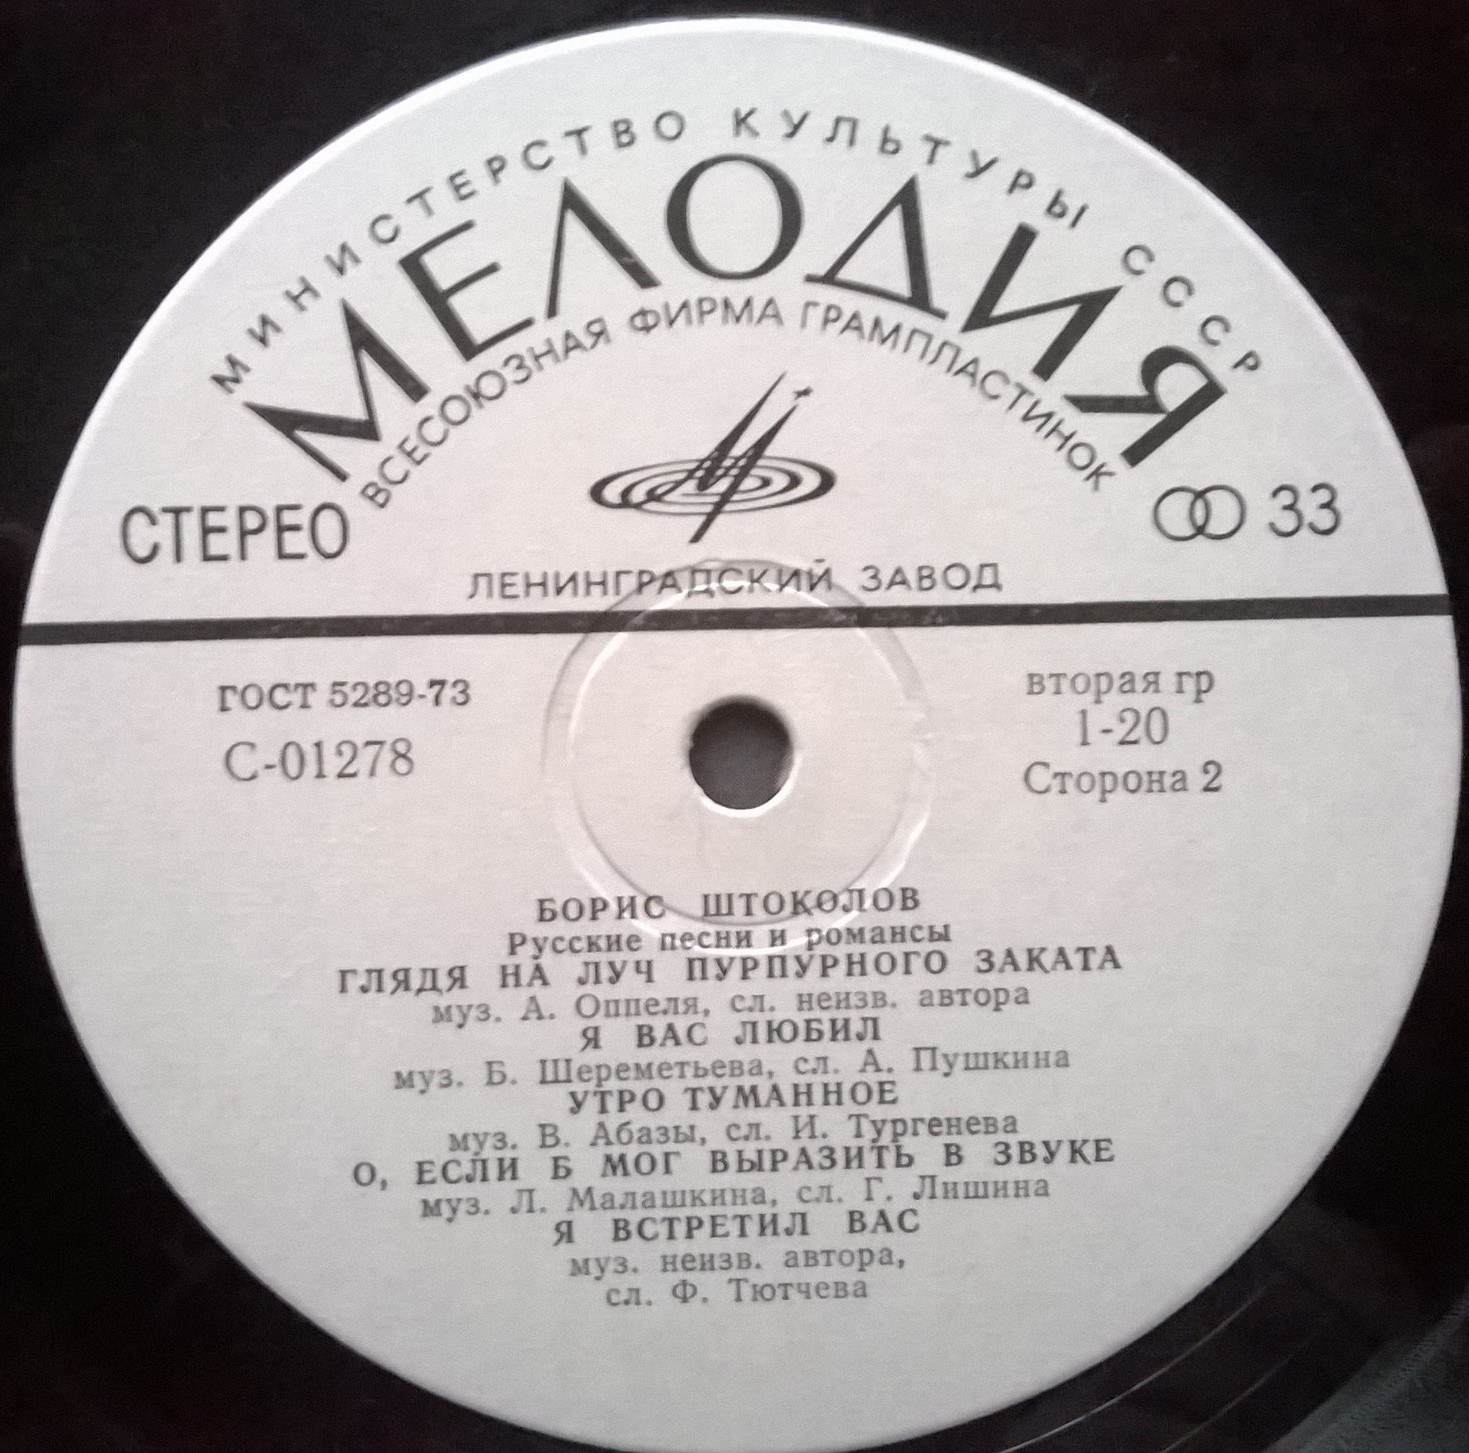 МИНИСТЕРСТВО КУЛЬТУРЫ СССР
МЕЛОДИЯ
ВСЕСОЮЗНАЯ ФИРМА ГРАМПЛАСТИНОК
СТЕРЕО
33
ЛЕНИНГРАДСКИЙ ЗАВОД
ГОСТ 5289-73
С-01278
вторая гр
1-20
Сторона 2
БОРИС ШТОКОЛОВ
Русские песни и романсы
ГЛЯДЯ НА ЛУЧ ПУРПУРНОГО ЗАКАТА
муз. А. Оппеля, сл. неизв. автора
Я ВАС ЛЮБИЛ
муз. Б. Шереметьева, сл. А. Пушкина
УТРО ТУМАННОЕ
муз. В. Абазы, сл. И. Тургенева
О, ЕСЛИ Б МОГ ВЫРАЗИТЬ В ЗВУКЕ
муз. Л. Малашкина, сл. Г. Лишина
Я ВСТРЕТИЛ ВАС
муз. неизв. автора,
сл. Ф. Тютчева